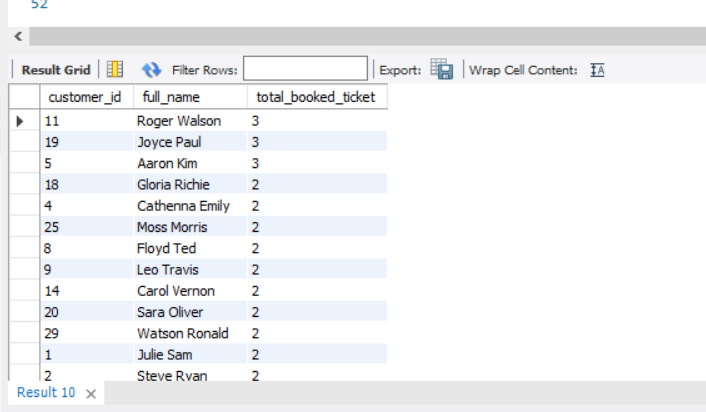 52
Result Grid Filter Rows: Export: Wrap Cell Content: IA
customer_id full_name total_booked_ticket
11 Roger Walson 3
19 Joyce Paul 3
5 Aaron Kim 3
18 Gloria Richie 2
4 Cathenna Emily 2
25 Moss Morris 2
8 Floyd Ted 2
9 Leo Travis 2
14 Carol Vernon 2
20 Sara Oliver 2
29 Watson Ronald 2
1 Julie Sam 2
2 Steve Ryan 2
Result 10 ×